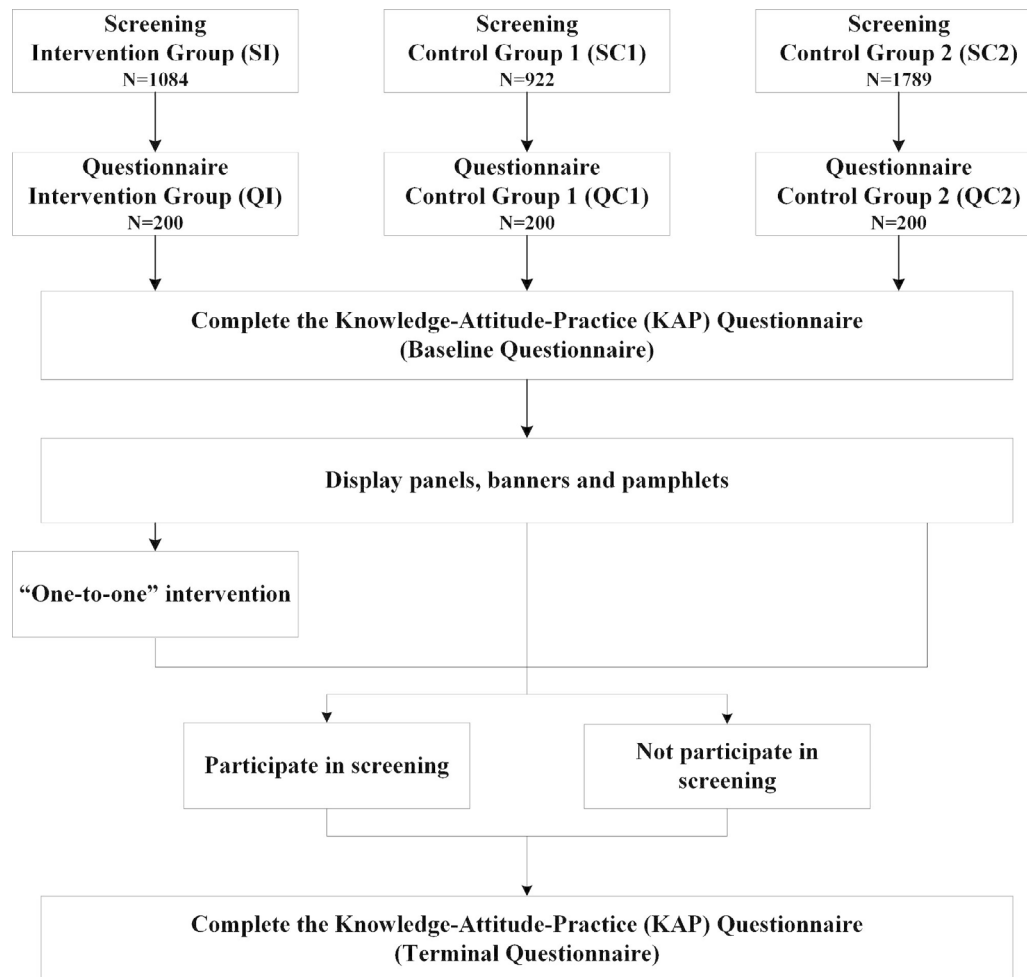 Screening
Intervention Group (SI)
N=1084
Screening
Control Group 1 (SC1)
N=922
Screening
Control Group 2 (SC2)
N=1789
Questionnaire
Intervention Group (QI)
N=200
Questionnaire
Control Group 1 (QC1)
N=200
Questionnaire
Control Group 2 (QC2)
N=200
Complete the Knowledge-Attitude-Practice (KAP) Questionnaire
(Baseline Questionnaire)
Display panels, banners and pamphlets
“One-to-one” intervention
Participate in screening
Not participate in
screening
Complete the Knowledge-Attitude-Practice (KAP) Questionnaire
(Terminal Questionnaire)